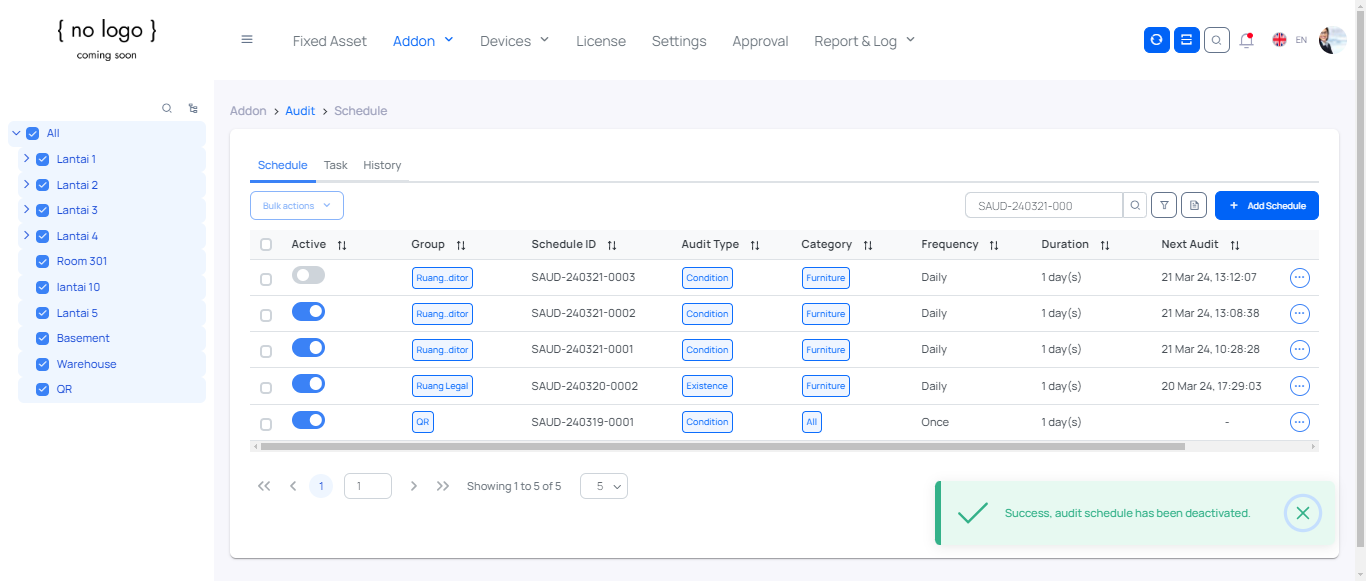 { no logo }
coming soon
Fixed Asset Addon Devices License Settings Approval Report & Log EN
All
Lantai 1
Lantai 2
Lantai 3
Lantai 4
Room 301
lantai 10
Lantai 5
Basement
Warehouse
QR
Addon > Audit > Schedule
Schedule Task History
Bulk actions SAUD-240321-000 + Add Schedule
Active Group Schedule ID Audit Type Category Frequency Duration Next Audit
Ruang...ditor SAUD-240321-0003 Condition Furniture Daily 1 day(s) 21 Mar 24, 13:12:07
Ruang...ditor SAUD-240321-0002 Condition Furniture Daily 1 day(s) 21 Mar 24, 13:08:38
Ruang...ditor SAUD-240321-0001 Condition Furniture Daily 1 day(s) 21 Mar 24, 10:28:28
Ruang Legal SAUD-240320-0002 Existence Furniture Daily 1 day(s) 20 Mar 24, 17:29:03
QR SAUD-240319-0001 Condition All Once 1 day(s) -
1 1 Showing 1 to 5 of 5 5
Success, audit schedule has been deactivated.